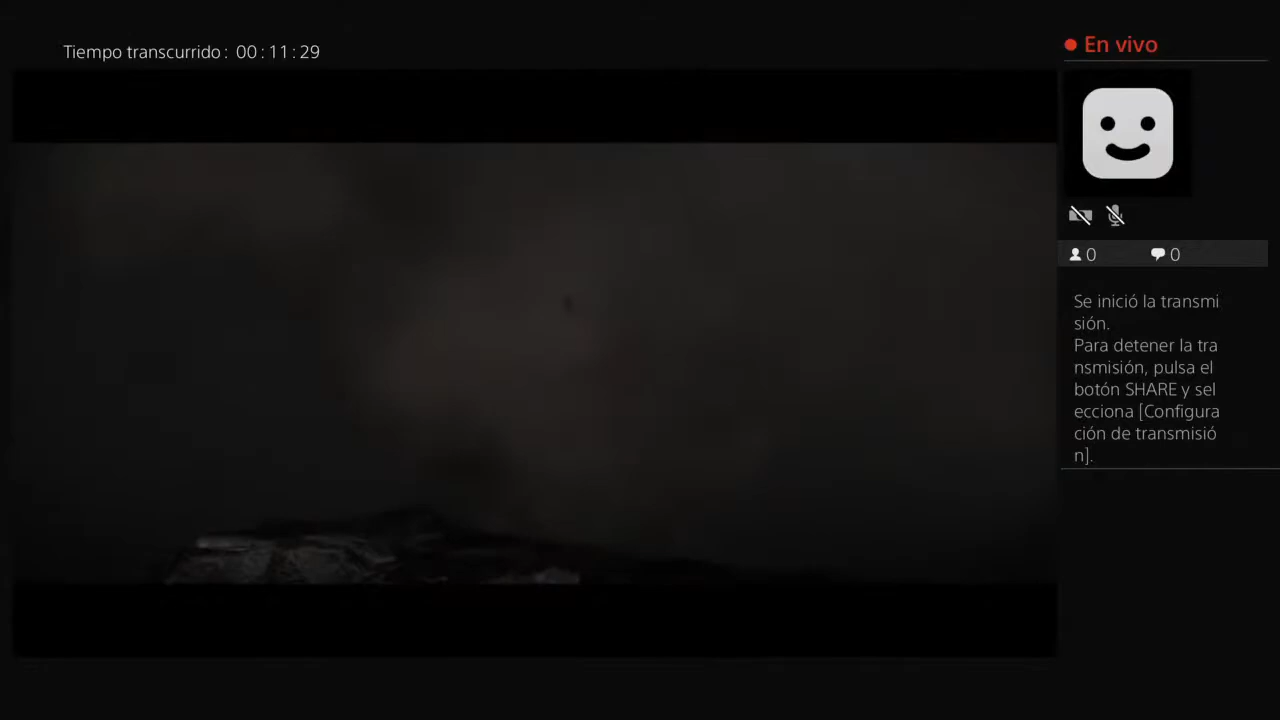 Tiempo transcurrido: 00:11:29
En vivo
0
0
Se inició la transmi
sión.
Para detener la tra
nsmisión, pulsa el
botón SHARE y sel
ecciona [Configura
ción de transmisió
n].